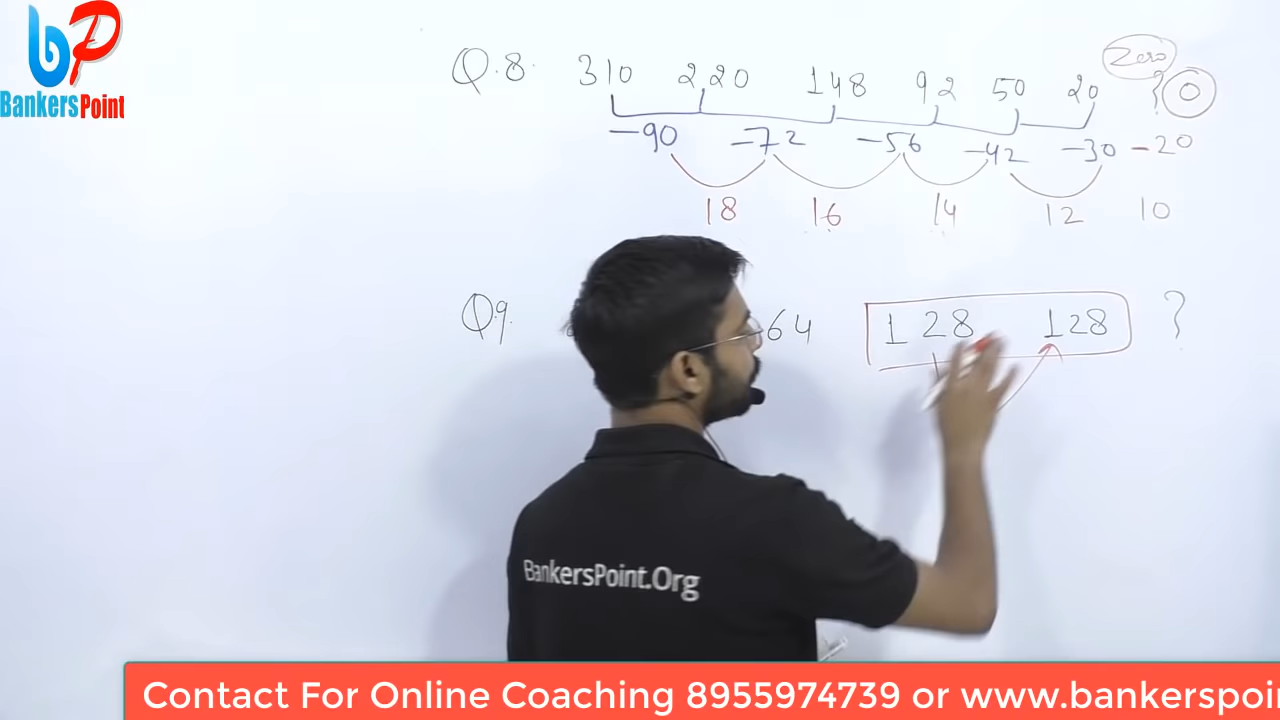 BankersPoint
Zero
Q.8. 310 220 148 92 50 20 ? 0
-90 -72 -56 -42 -30 -20
18 16 14 12 10
Q9. 64 128 128 ?
BankersPoint.Org
Contact For Online Coaching 8955974739 or www.bankerspoi